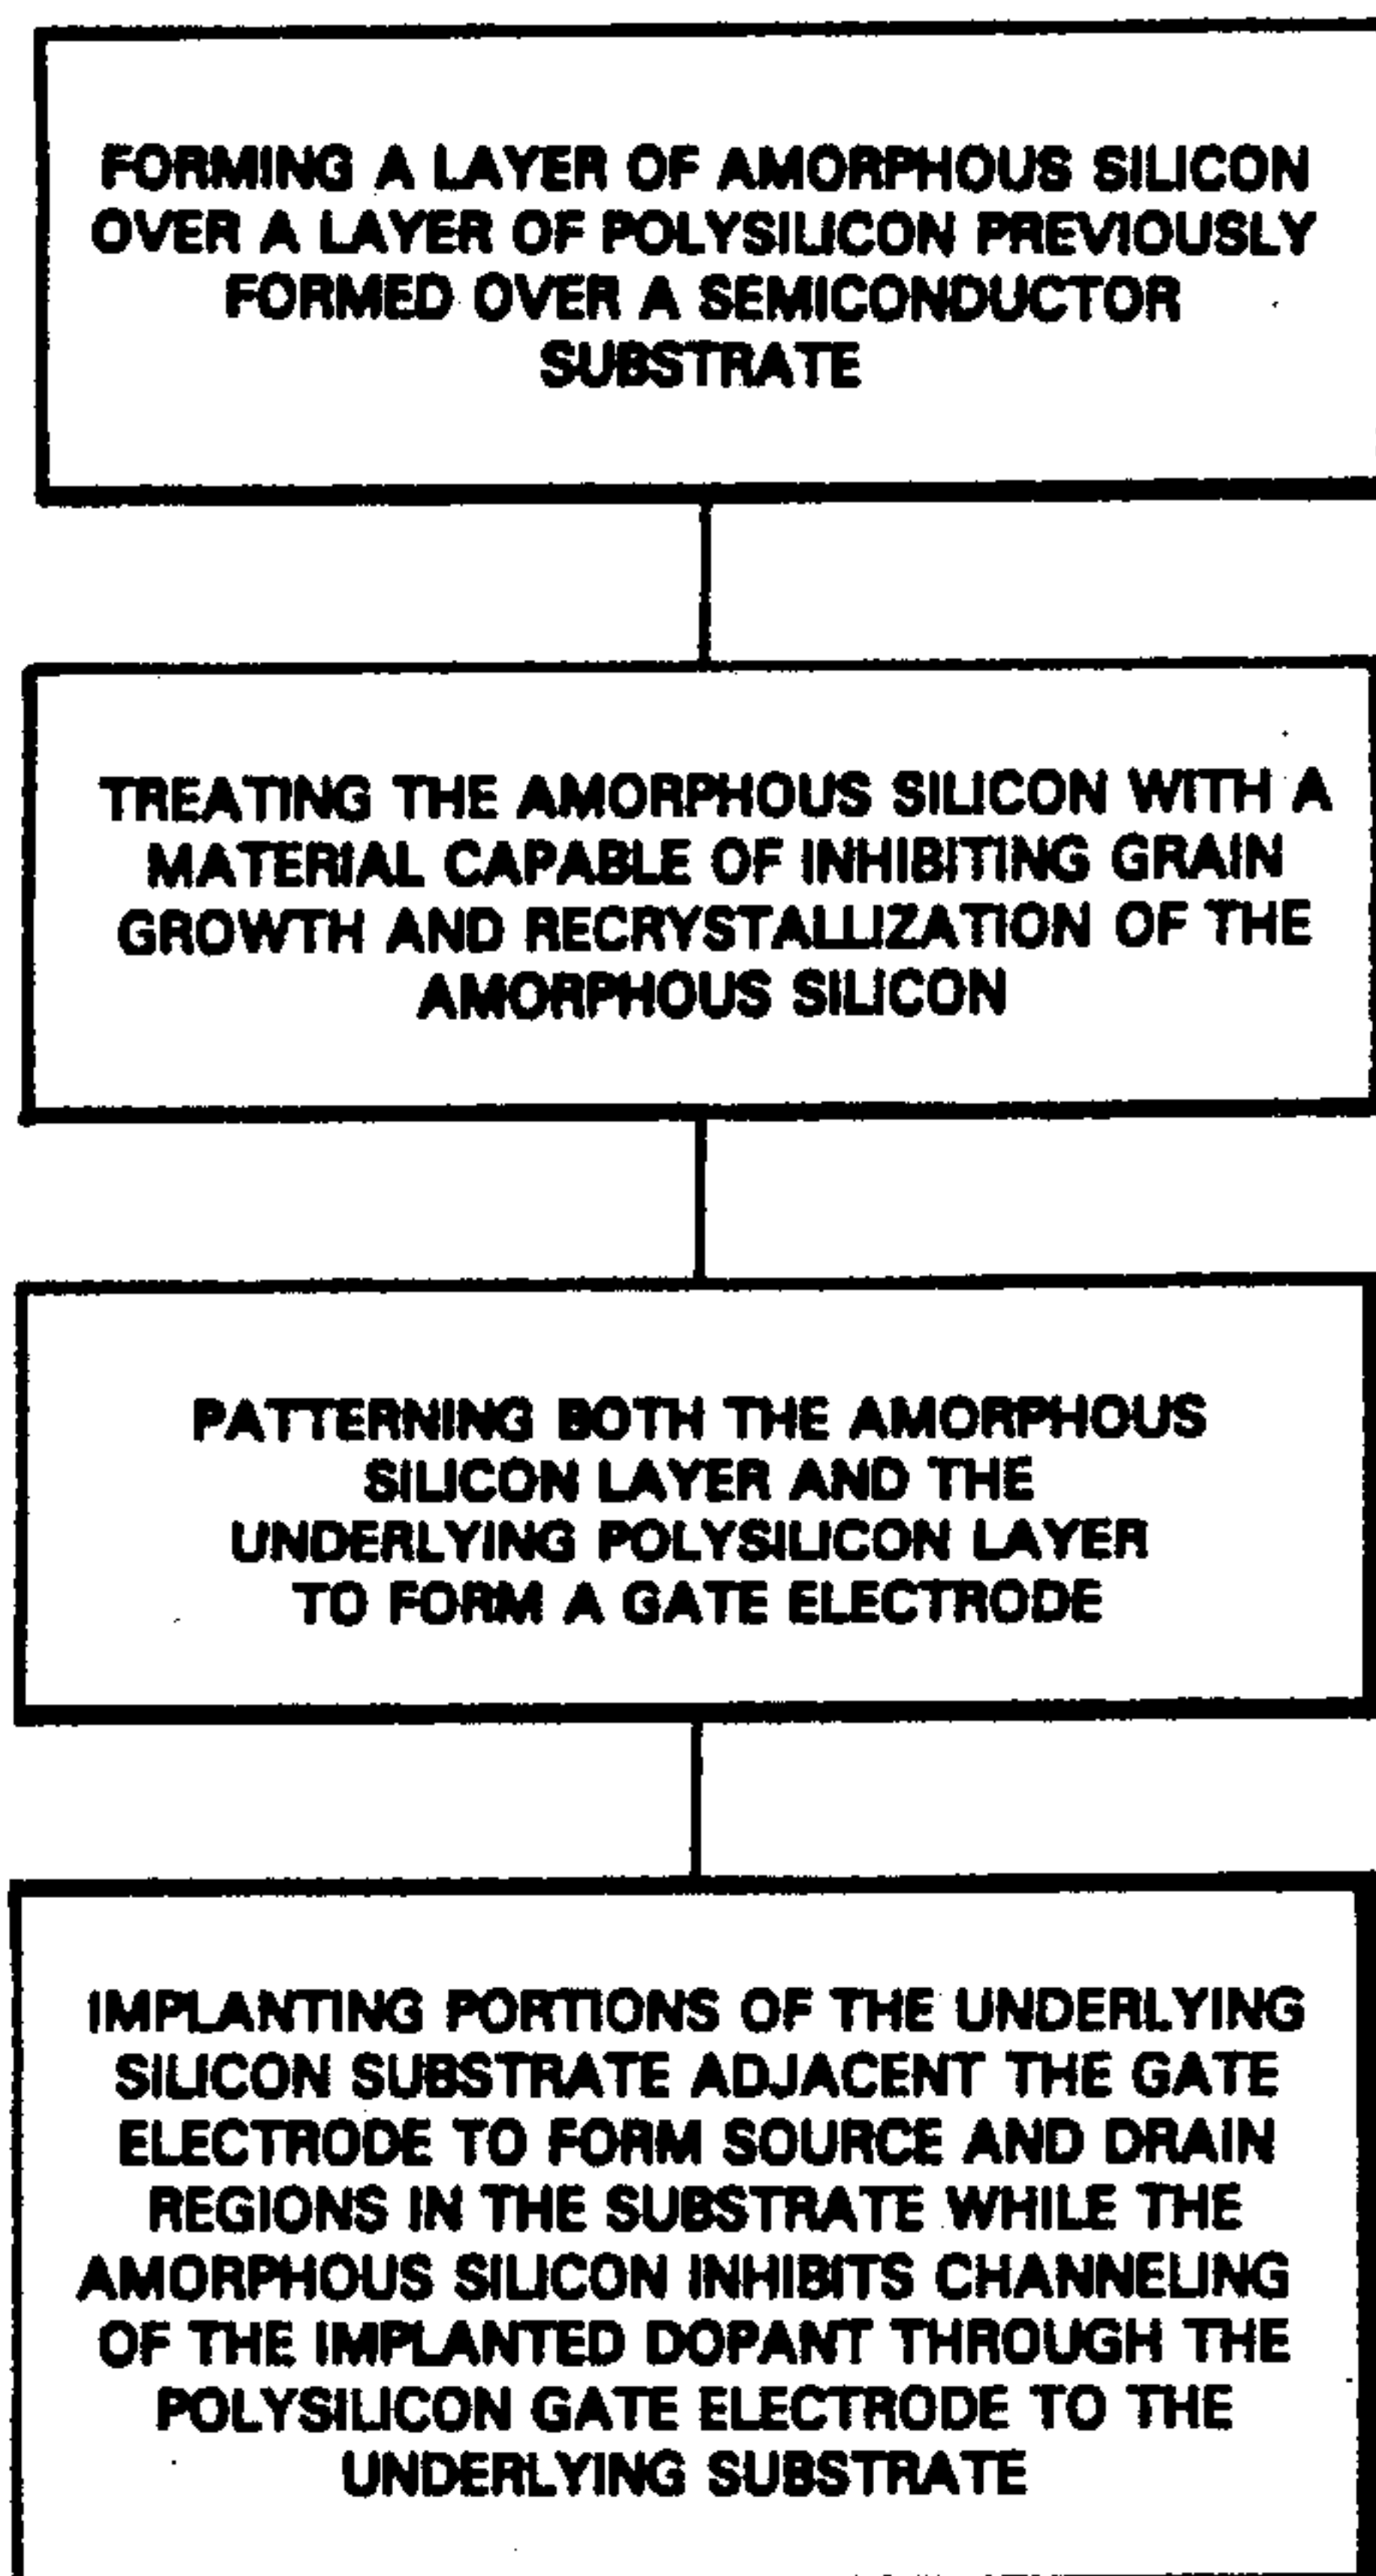 FORMING A LAYER OF AMORPHOUS SILICON
OVER A LAYER OF POLYSILICON PREVIOUSLY
FORMED OVER A SEMICONDUCTOR
SUBSTRATE
TREATING THE AMORPHOUS SILICON WITH A
MATERIAL CAPABLE OF INHIBITING GRAIN
GROWTH AND RECRYSTALLIZATION OF THE
AMORPHOUS SILICON
PATTERNING BOTH THE AMORPHOUS
SILICON LAYER AND THE
UNDERLYING POLYSILICON LAYER
TO FORM A GATE ELECTRODE
IMPLANTING PORTIONS OF THE UNDERLYING
SILICON SUBSTRATE ADJACENT THE GATE
ELECTRODE TO FORM SOURCE AND DRAIN
REGIONS IN THE SUBSTRATE WHILE THE
AMORPHOUS SILICON INHIBITS CHANNELING
OF THE IMPLANTED DOPANT THROUGH THE
POLYSILICON GATE ELECTRODE TO THE
UNDERLYING SUBSTRATE